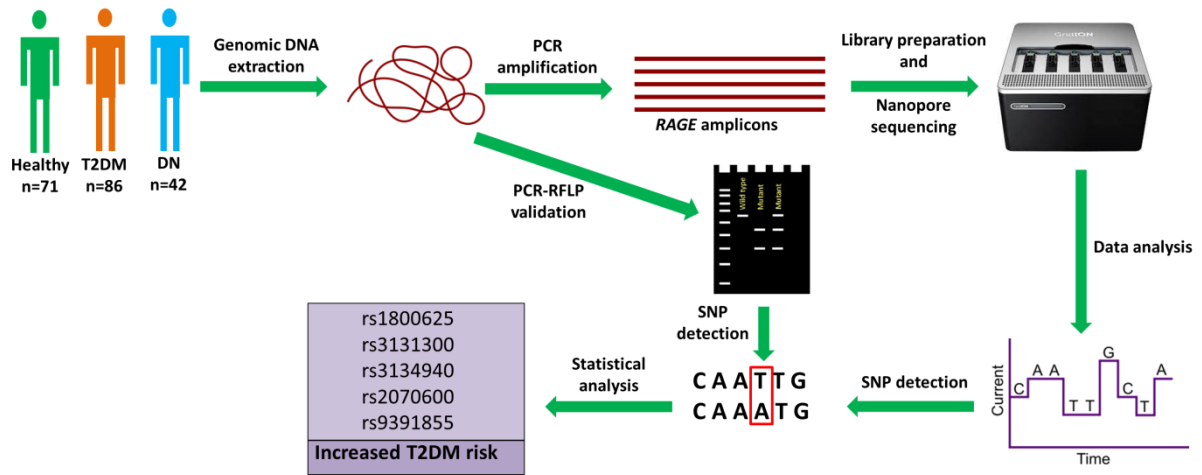 Healthy
n=71
T2DM
n=86
DN
n=42
Genomic DNA
extraction
PCR
amplification
RAGE amplicons
Library preparation
and
Nanopore
sequencing
GridION
PCR-RFLP
validation
Wild type
Mutant
Mutant
Data analysis
SNP
detection
rs1800625
rs3131300
rs3134940
rs2070600
rs9391855
Increased T2DM risk
Statistical
analysis
C A A T T G
C A A A T G
SNP detection
Current
C A A T T G C T A
Time